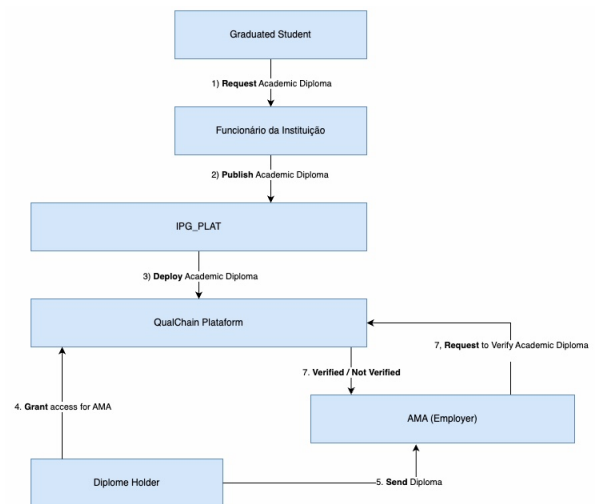 Graduated Student
1) Request Academic Diploma
Funcionário da Instituição
2) Publish Academic Diploma
IPG_PLAT
3) Deploy Academic Diploma
QualChain Plataform
7, Request to Verify Academic Diploma
7. Verified / Not Verified
4. Grant access for AMA
AMA (Employer)
Diplome Holder
5. Send Diploma